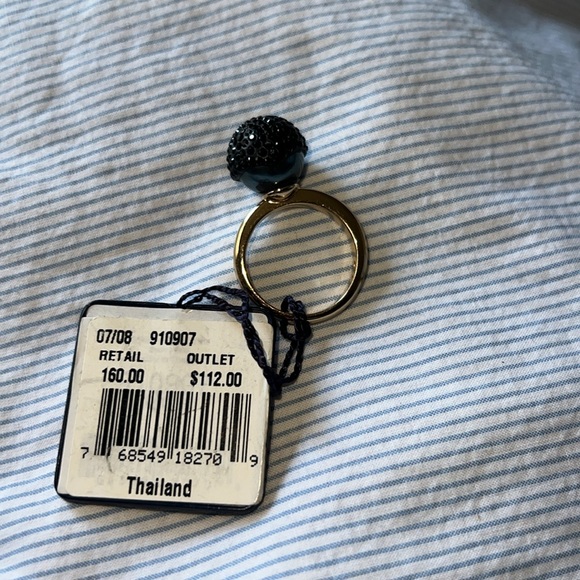 07/08 910907
RETAIL OUTLET
160.00 $112.00
7 68549 18270 9
Thailand